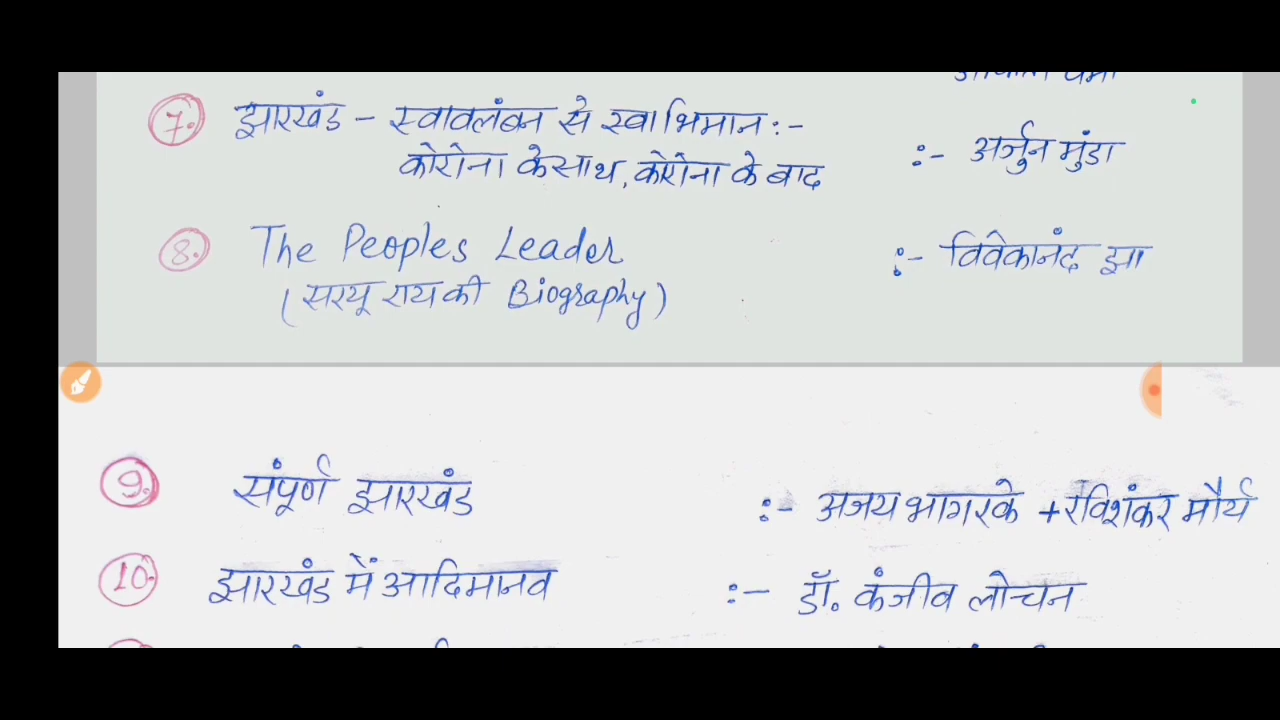 7. झारखंड - स्वावलंबन से स्वाभिमान :-
कोरोना के साथ, कोरोना के बाद :- अर्जुन मुंडा
8. The Peoples Leader :- विवेकानंद झा
(सरयू राय की Biography)
9. संपूर्ण झारखंड :- अजय भागरके + रविशंकर मौर्य
10. झारखंड में आदिमानव :- डॉ. कंजीव लोचन